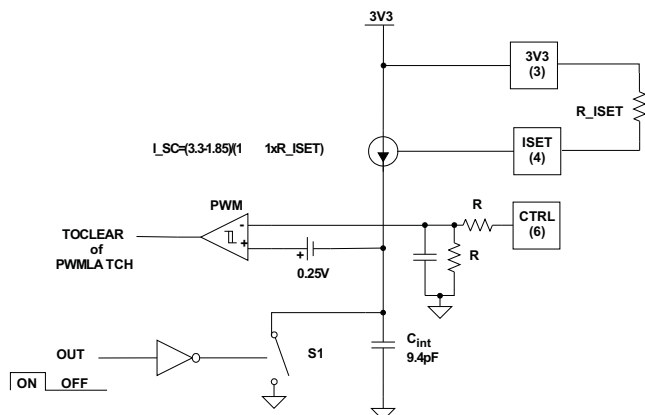 3V3
3V3
(3)
R_ISET
I_SC=(3.3-1.85)/(1 1xR_ISET)
ISET
(4)
PWM
R
CTRL
(6)
-
+
TOCLEAR
of
PWMLA TCH
+
0.25V
R
OUT
S1
Cint
9.4pF
ON OFF